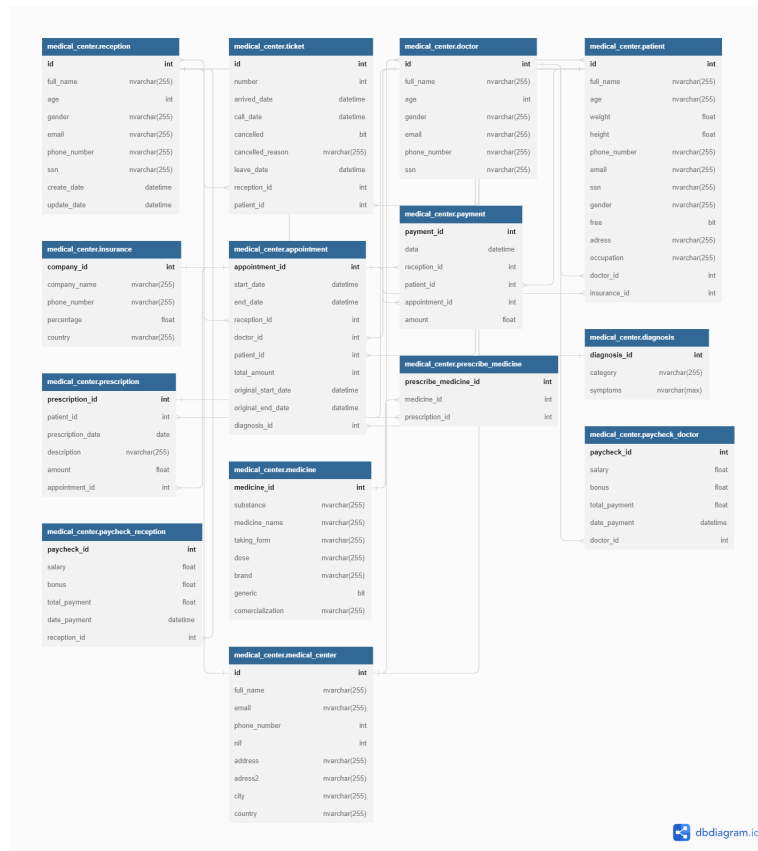 medical_center.reception
id int
full_name nvarchar(255)
age int
gender nvarchar(255)
email nvarchar(255)
phone_number nvarchar(255)
ssn nvarchar(255)
create_date datetime
update_date datetime
medical_center.ticket
id int
number int
arrived_date datetime
call_date datetime
cancelled bit
cancelled_reason nvarchar(255)
leave_date datetime
reception_id int
patient_id int
medical_center.doctor
id int
full_name nvarchar(255)
age int
gender nvarchar(255)
email nvarchar(255)
phone_number nvarchar(255)
ssn nvarchar(255)
medical_center.patient
id int
full_name nvarchar(255)
age nvarchar(255)
weight float
height float
phone_number nvarchar(255)
email nvarchar(255)
ssn nvarchar(255)
gender nvarchar(255)
free bit
adress nvarchar(255)
occupation nvarchar(255)
doctor_id int
insurance_id int
medical_center.payment
payment_id int
data datetime
reception_id int
patient_id int
appointment_id int
amount float
medical_center.insurance
company_id int
company_name nvarchar(255)
phone_number nvarchar(255)
percentage float
country nvarchar(255)
medical_center.appointment
appointment_id int
start_date datetime
end_date datetime
reception_id int
doctor_id int
patient_id int
total_amount int
original_start_date datetime
original_end_date datetime
diagnosis_id int
medical_center.diagnosis
diagnosis_id int
category nvarchar(255)
symptoms nvarchar(max)
medical_center.prescribe_medicine
prescribe_medicine_id int
medicine_id int
prescription_id int
medical_center.prescription
prescription_id int
patient_id int
prescription_date date
description nvarchar(255)
amount float
appointment_id int
medical_center.paycheck_doctor
paycheck_id int
salary float
bonus float
total_payment float
date_payment datetime
doctor_id int
medical_center.medicine
medicine_id int
substance nvarchar(255)
medicine_name nvarchar(255)
taking_form nvarchar(255)
dose nvarchar(255)
brand nvarchar(255)
generic bit
comercialization nvarchar(255)
medical_center.paycheck_reception
paycheck_id int
salary float
bonus float
total_payment float
date_payment datetime
reception_id int
medical_center.medical_center
id int
full_name nvarchar(255)
email nvarchar(255)
phone_number int
nif int
address nvarchar(255)
adress2 nvarchar(255)
city nvarchar(255)
country nvarchar(255)
dbdiagram.io